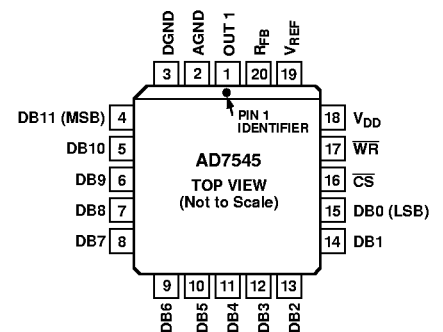 DGND
AGND
OUT 1
RFB
VREF
3 2 1 20 19
DB11 (MSB) 4
DB10 5
DB9 6
DB8 7
DB7 8
PIN 1
IDENTIFIER
AD7545
TOP VIEW
(Not to Scale)
18 VDD
17 WR
16 CS
15 DB0 (LSB)
14 DB1
9 10 11 12 13
DB6
DB5
DB4
DB3
DB2